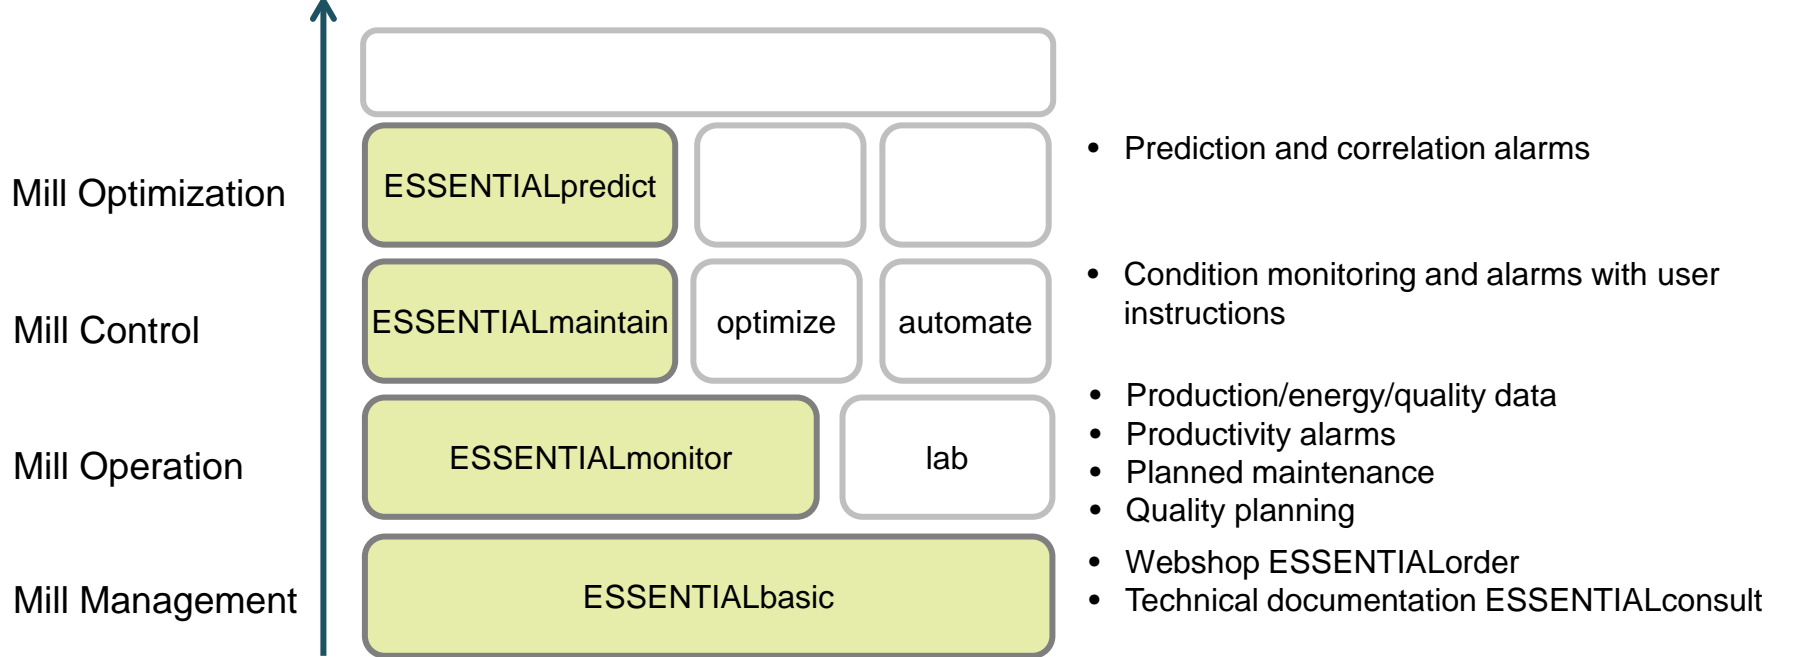 Mill Optimization
ESSENTIALpredict
• Prediction and correlation alarms
Mill Control
ESSENTIALmaintain
optimize
automate
• Condition monitoring and alarms with user
instructions
Mill Operation
ESSENTIALmonitor
lab
• Production/energy/quality data
• Productivity alarms
• Planned maintenance
• Quality planning
Mill Management
ESSENTIALbasic
• Webshop ESSENTIALorder
• Technical documentation ESSENTIALconsult